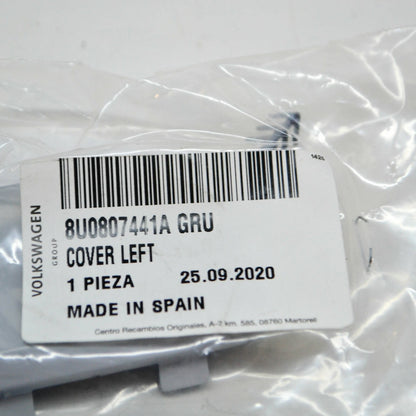 1425
VOLKSWAGEN
GROUP
8U0807441A GRU
COVER LEFT
1 PIEZA 25.09.2020
MADE IN SPAIN
Centro Recambios Originales, A-2 km. 585, 08760 Martorell